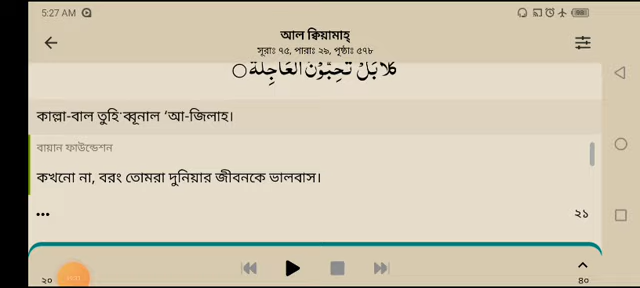 5:27 AM
আল ক্বিয়ামাহ্
সূরাঃ ৭৫, পারাঃ ২৯, পৃষ্ঠাঃ ৫৭৮
كَلَّا بَلْ تُحِبُّوْنَ الْعَاجِلَةَ
কাল্লা-বাল তুহিব্বূনাল ‘আ-জিলাহ।
বায়ান ফাউন্ডেশন
কখনো না, বরং তোমরা দুনিয়ার জীবনকে ভালবাস।
... ২১
২০ ৪০